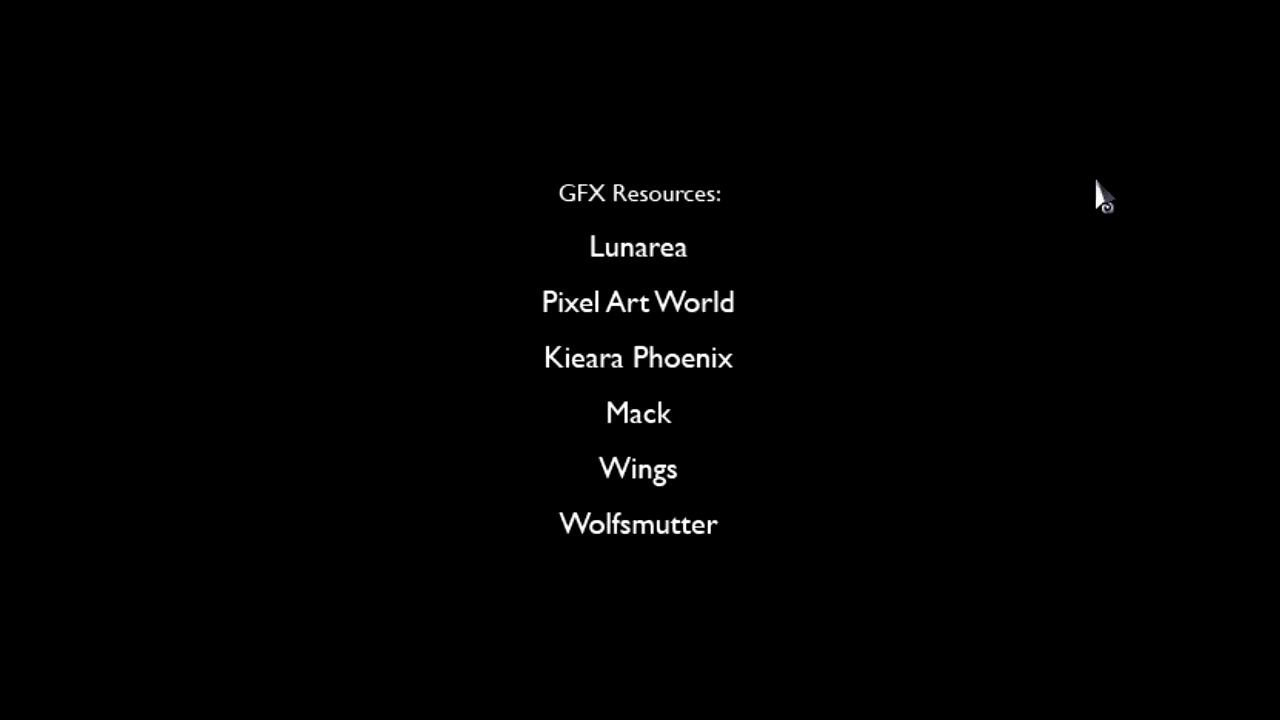 GFX Resources:
Lunarea
Pixel Art World
Kieara Phoenix
Mack
Wings
Wolfsmutter